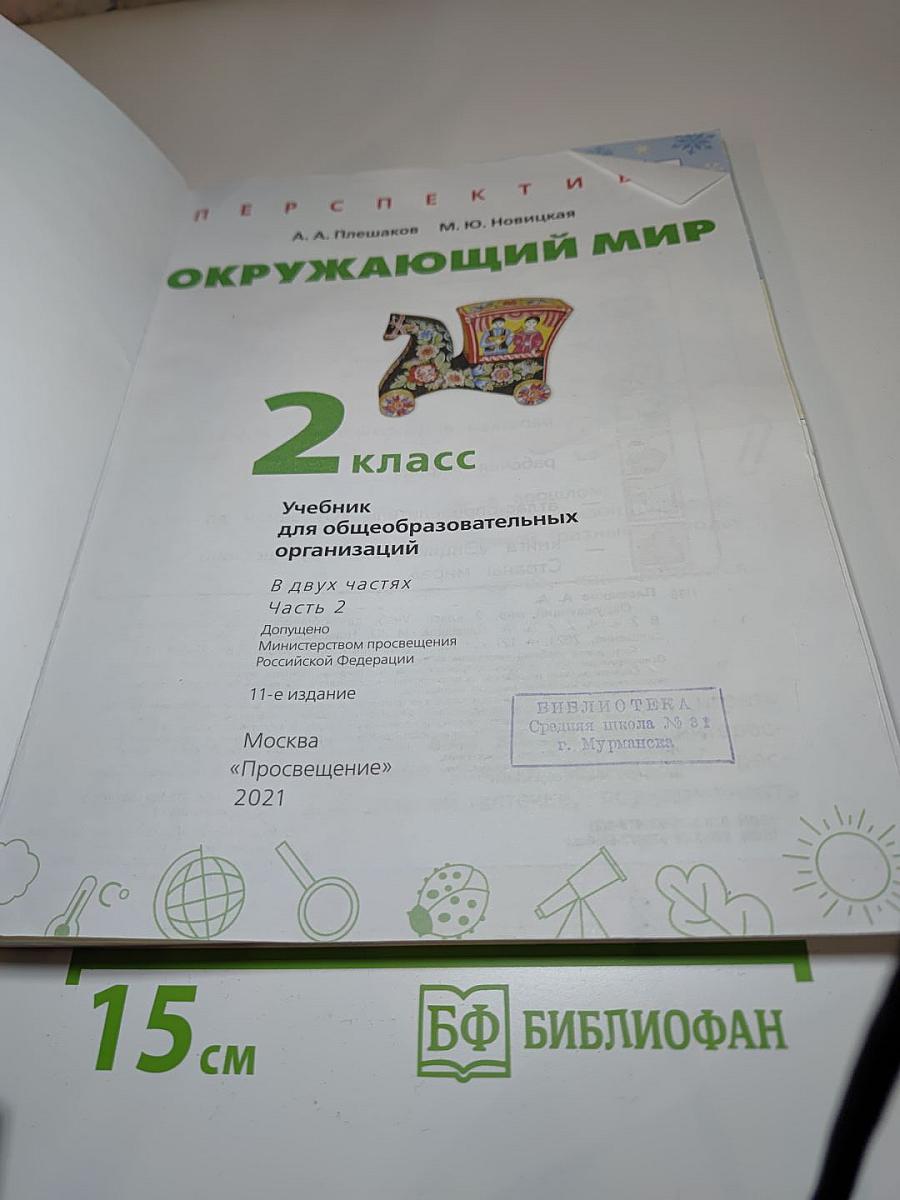 ПЕРСПЕКТИ
А. А. Плешаков М. Ю. Новицкая
ОКРУЖАЮЩИЙ МИР
2 класс
Учебник
для общеобразовательных
организаций
В двух частях
Часть 2
Допущено
Министерством просвещения
Российской Федерации
11-е издание
Москва
«Просвещение»
2021
БИБЛИОТЕКА
Средняя школа № 31
г. Мурманска
С°
15 см
БФ БИБЛИОФАН